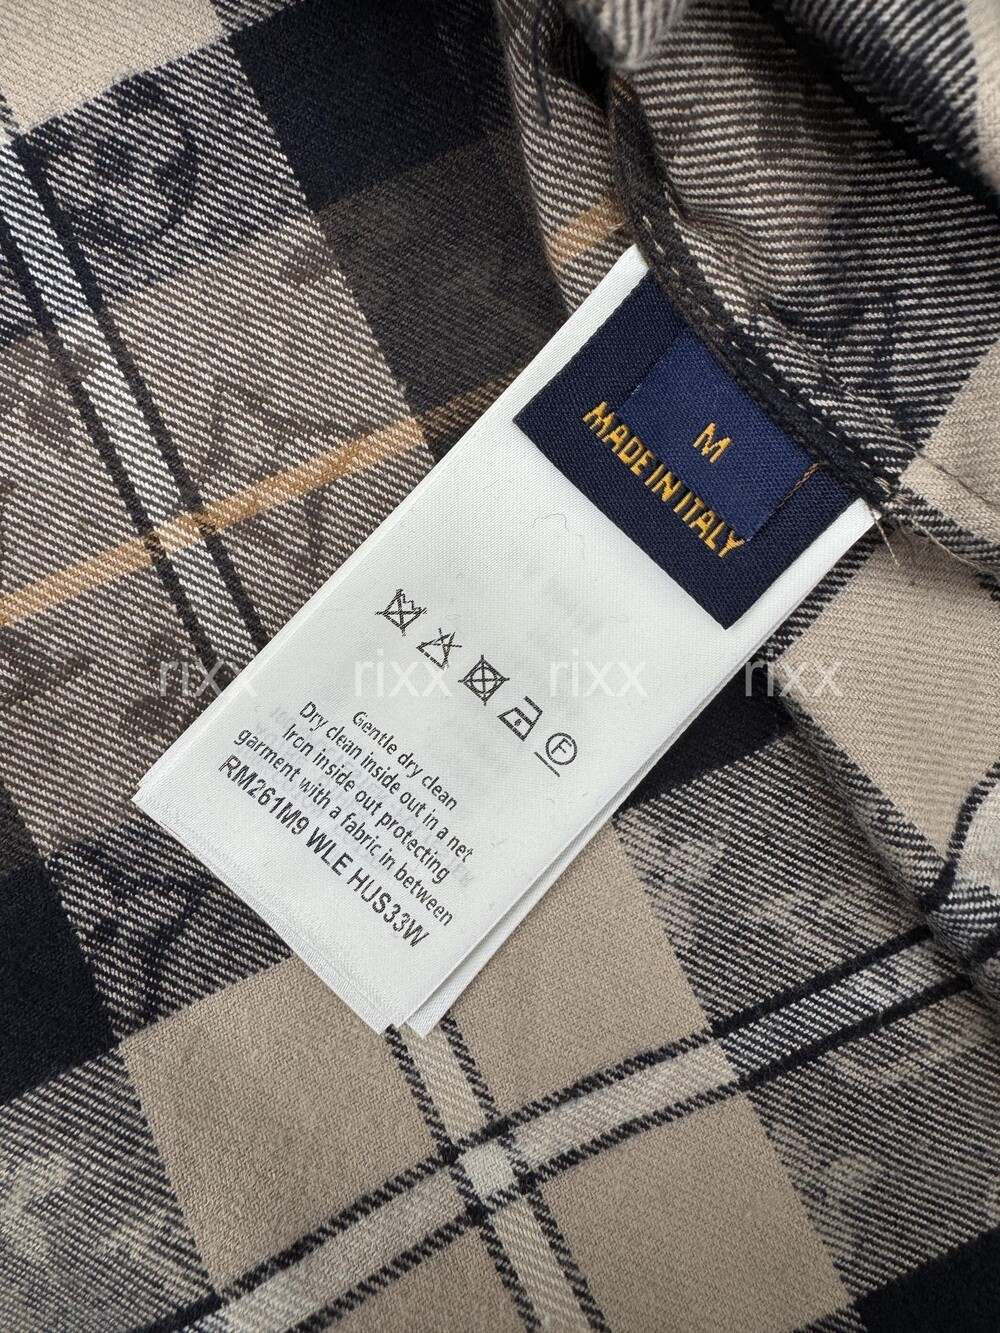 M
MADE IN ITALY
F
Gentle dry clean
Dry clean inside out in a net
Iron inside out protecting
garment with a fabric in between
RM261M9 WLE HUS33W
rixx rixx rixx rixx